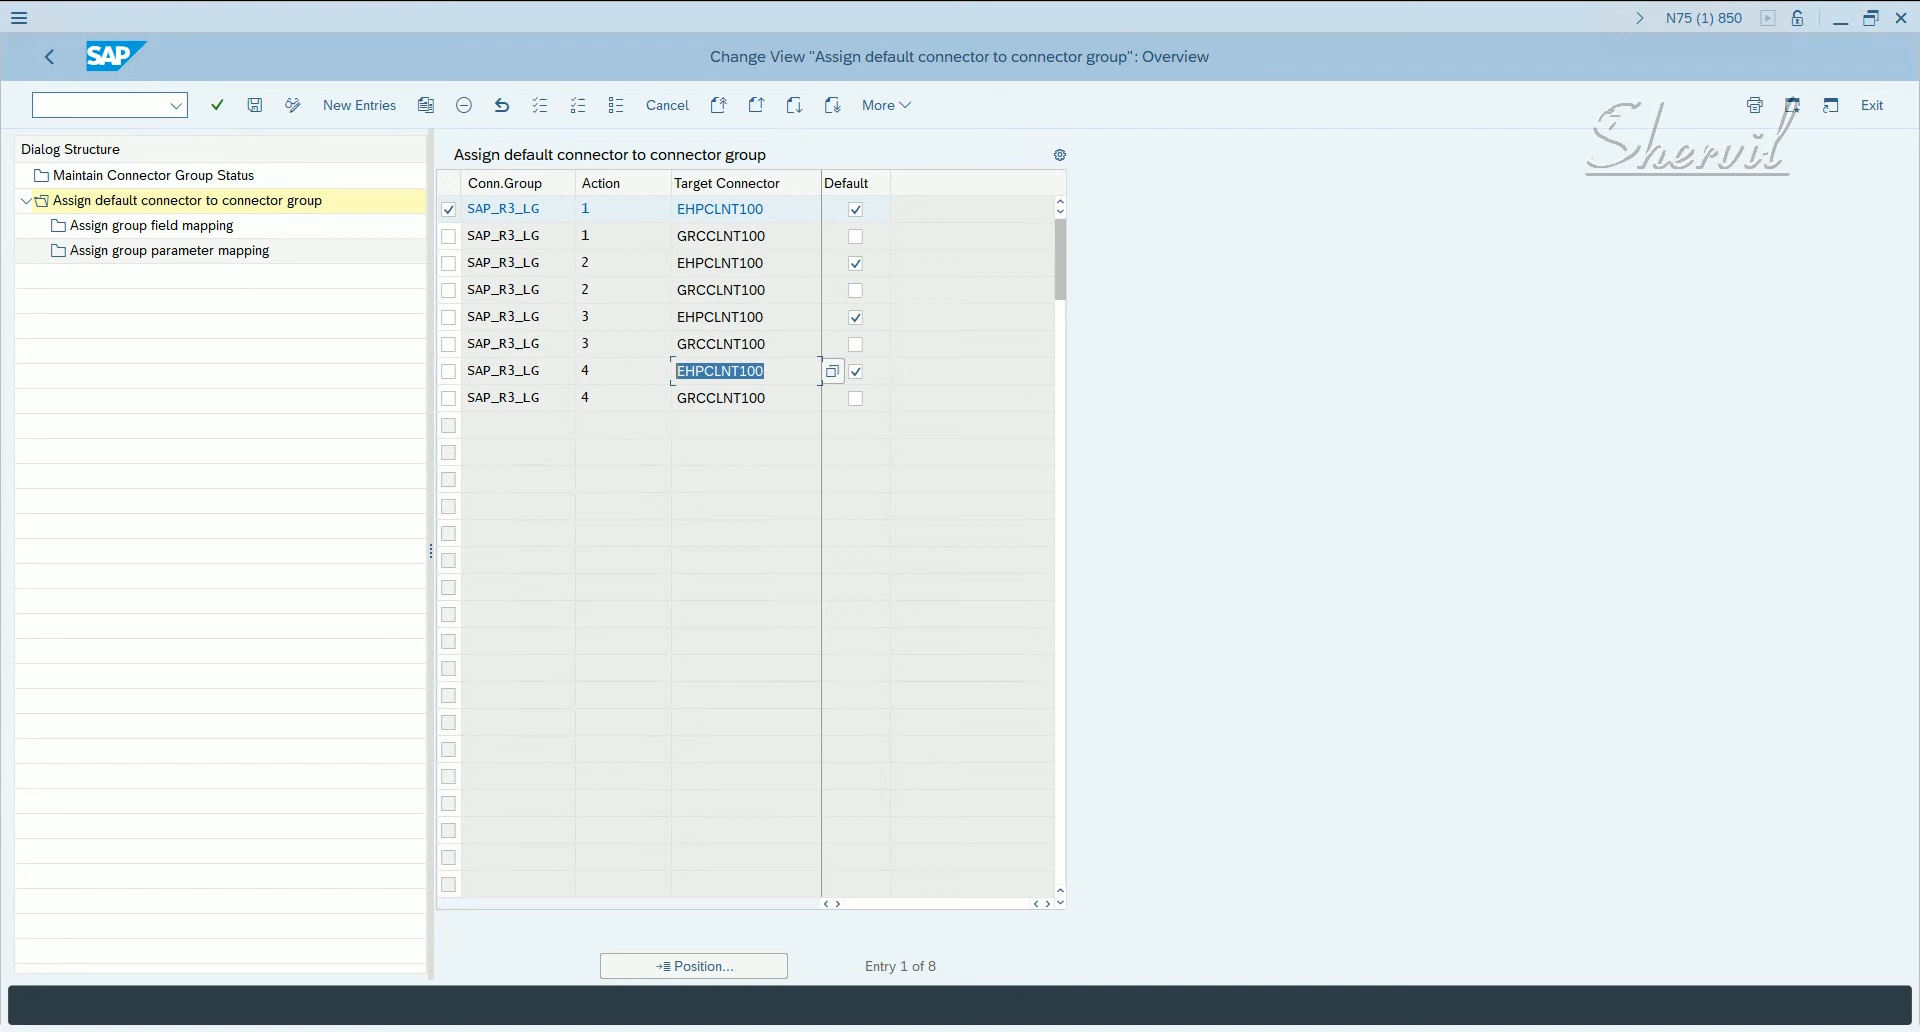 N75 (1) 850
SAP
Change View "Assign default connector to connector group": Overview
New Entries
Cancel
More
Exit
Shervil
Dialog Structure
Maintain Connector Group Status
Assign default connector to connector group
Assign group field mapping
Assign group parameter mapping
Assign default connector to connector group
Conn.Group Action Target Connector Default
SAP_R3_LG 1 EHPCLNT100
SAP_R3_LG 1 GRCCLNT100
SAP_R3_LG 2 EHPCLNT100
SAP_R3_LG 2 GRCCLNT100
SAP_R3_LG 3 EHPCLNT100
SAP_R3_LG 3 GRCCLNT100
SAP_R3_LG 4 EHPCLNT100
SAP_R3_LG 4 GRCCLNT100
Position...
Entry 1 of 8